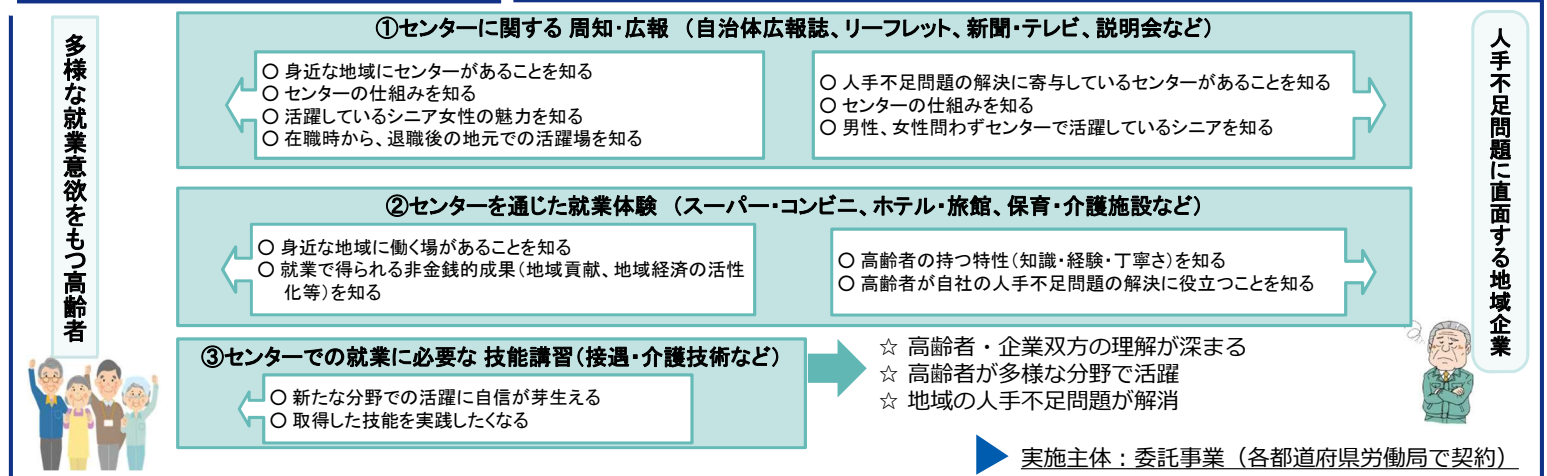 多様な就業意欲をもつ高齢者
①センターに関する 周知・広報 （自治体広報誌、リーフレット、新聞・テレビ、説明会など）
○ 身近な地域にセンターがあることを知る
○ センターの仕組みを知る
○ 活躍しているシニア女性の魅力を知る
○ 在職時から、退職後の地元での活躍場を知る
○ 人手不足問題の解決に寄与しているセンターがあることを知る
○ センターの仕組みを知る
○ 男性、女性問わずセンターで活躍しているシニアを知る
②センターを通じた就業体験 （スーパー・コンビニ、ホテル・旅館、保育・介護施設など）
○ 身近な地域に働く場があることを知る
○ 就業で得られる非金銭的成果（地域貢献、地域経済の活性
化等）を知る
○ 高齢者の持つ特性（知識・経験・丁寧さ）を知る
○ 高齢者が自社の人手不足問題の解決に役立つことを知る
③センターでの就業に必要な 技能講習（接遇・介護技術など）
○ 新たな分野での活躍に自信が芽生える
○ 取得した技能を実践したくなる
☆ 高齢者・企業双方の理解が深まる
☆ 高齢者が多様な分野で活躍
☆ 地域の人手不足問題が解消
人手不足問題に直面する地域企業
実施主体：委託事業（各都道府県労働局で契約）